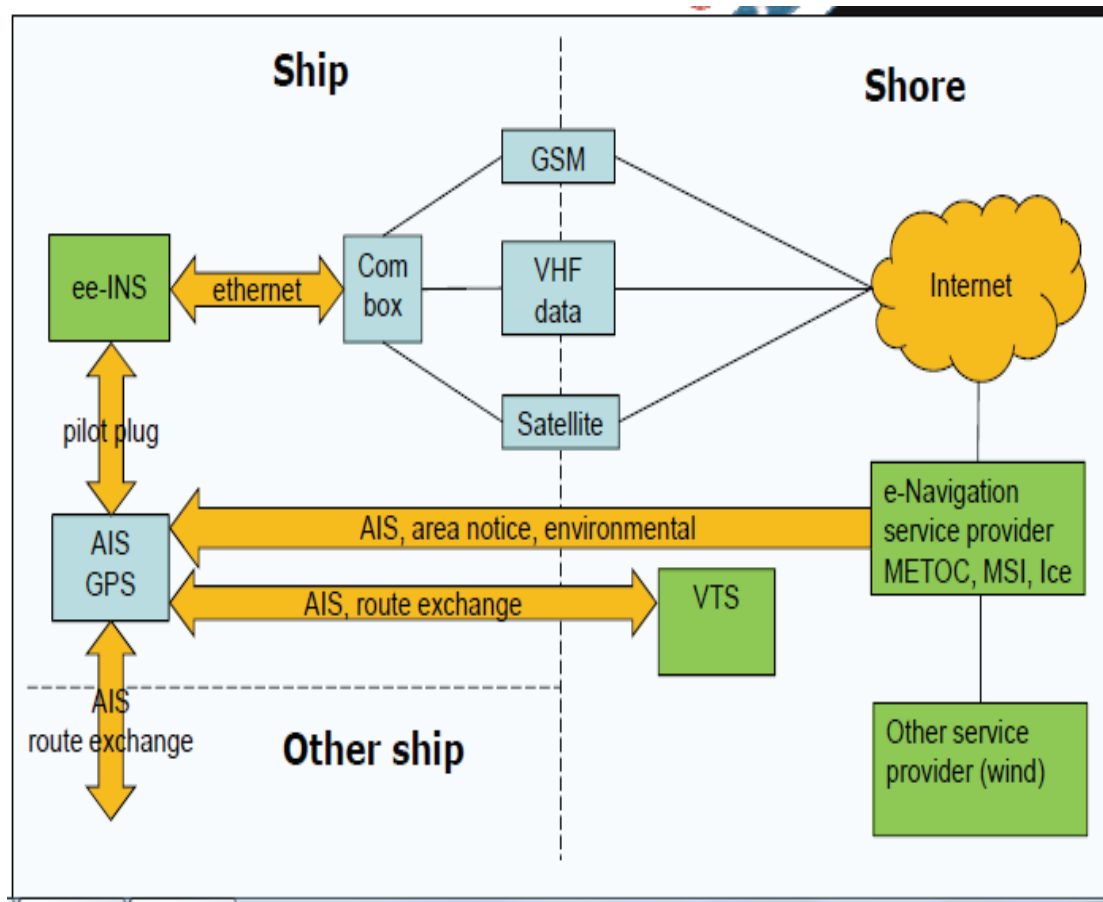 Ship
Shore
GSM
ee-INS
ethernet
Com
box
VHF
data
Internet
Satellite
pilot plug
e-Navigation
service provider
METOC, MSI, Ice
AIS, area notice, environmental
AIS
GPS
AIS, route exchange
VTS
AIS
route exchange
Other ship
Other service
provider (wind)